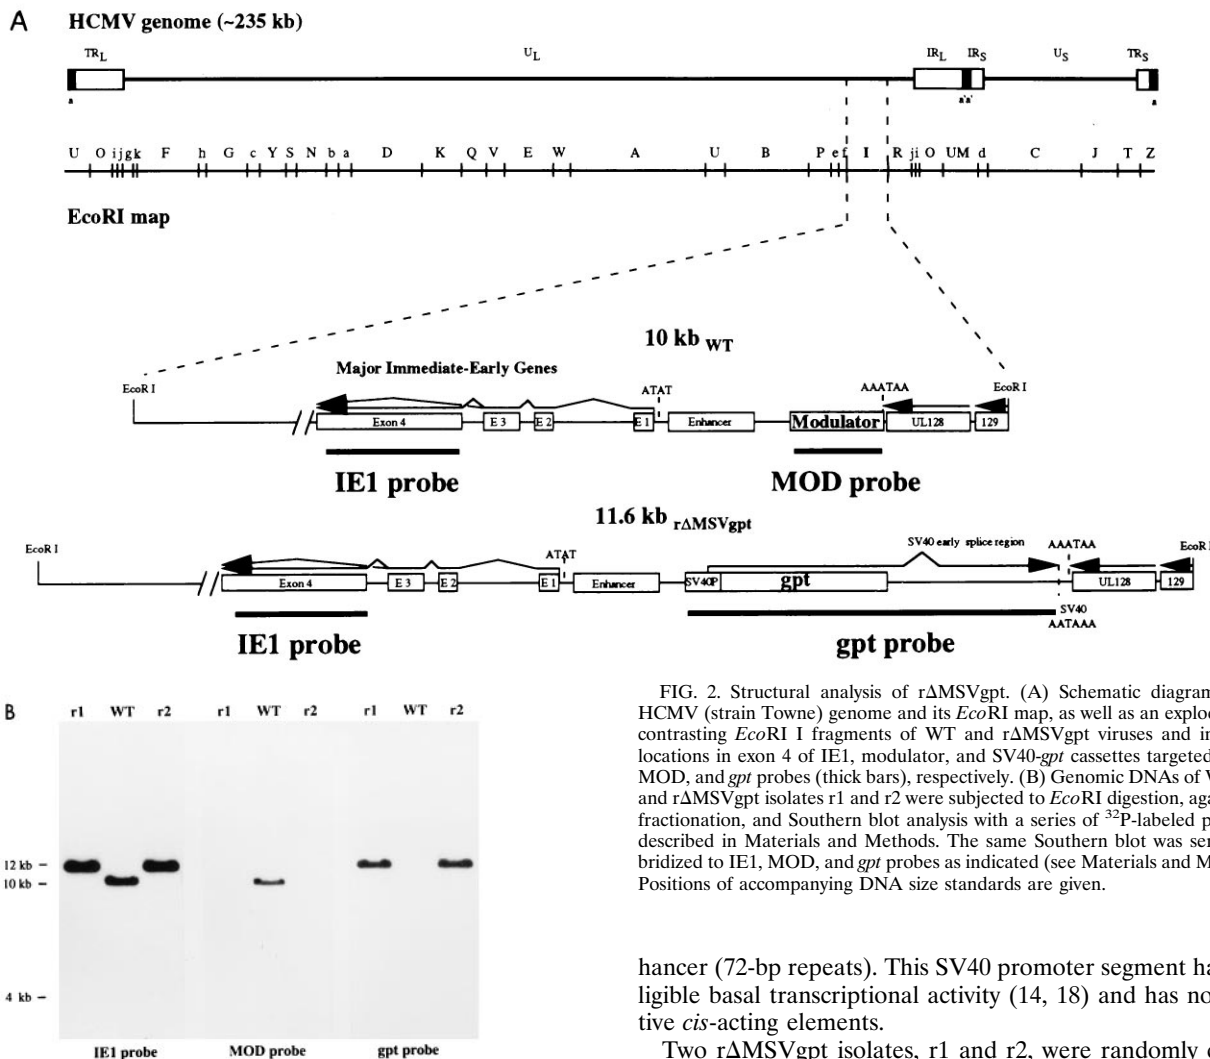 A
HCMV genome (~235 kb)
TRL UL IRL IRS US TRS
a a'a' a
U O i j g k F h G c Y S N b a D K Q V E W A U B P e f I R j i O U M d C J T Z
EcoRI map
10 kb WT
Major Immediate-Early Genes
EcoR I ATAT AAATAA EcoR I
Exon 4 E 3 E 2 E 1 Enhancer Modulator UL128 129
IE1 probe MOD probe
11.6 kb rΔMSVgpt
EcoR I ATAT SV40 early splice region AAATAA EcoR I
Exon 4 E 3 E 2 E 1 Enhancer SV40P gpt UL128 129
SV40
AATAAA
IE1 probe gpt probe
B r1 WT r2 r1 WT r2 r1 WT r2
12 kb –
10 kb –
4 kb –
IE1 probe MOD probe gpt probe
FIG. 2. Structural analysis of rΔMSVgpt. (A) Schematic diagram
HCMV (strain Towne) genome and its EcoRI map, as well as an explod
contrasting EcoRI I fragments of WT and rΔMSVgpt viruses and in
locations in exon 4 of IE1, modulator, and SV40-gpt cassettes targeted
MOD, and gpt probes (thick bars), respectively. (B) Genomic DNAs of W
and rΔMSVgpt isolates r1 and r2 were subjected to EcoRI digestion, aga
fractionation, and Southern blot analysis with a series of 32P-labeled p
described in Materials and Methods. The same Southern blot was ser
bridized to IE1, MOD, and gpt probes as indicated (see Materials and M
Positions of accompanying DNA size standards are given.
hancer (72-bp repeats). This SV40 promoter segment ha
ligible basal transcriptional activity (14, 18) and has no
tive cis-acting elements.
Two rΔMSVgpt isolates, r1 and r2, were randomly c